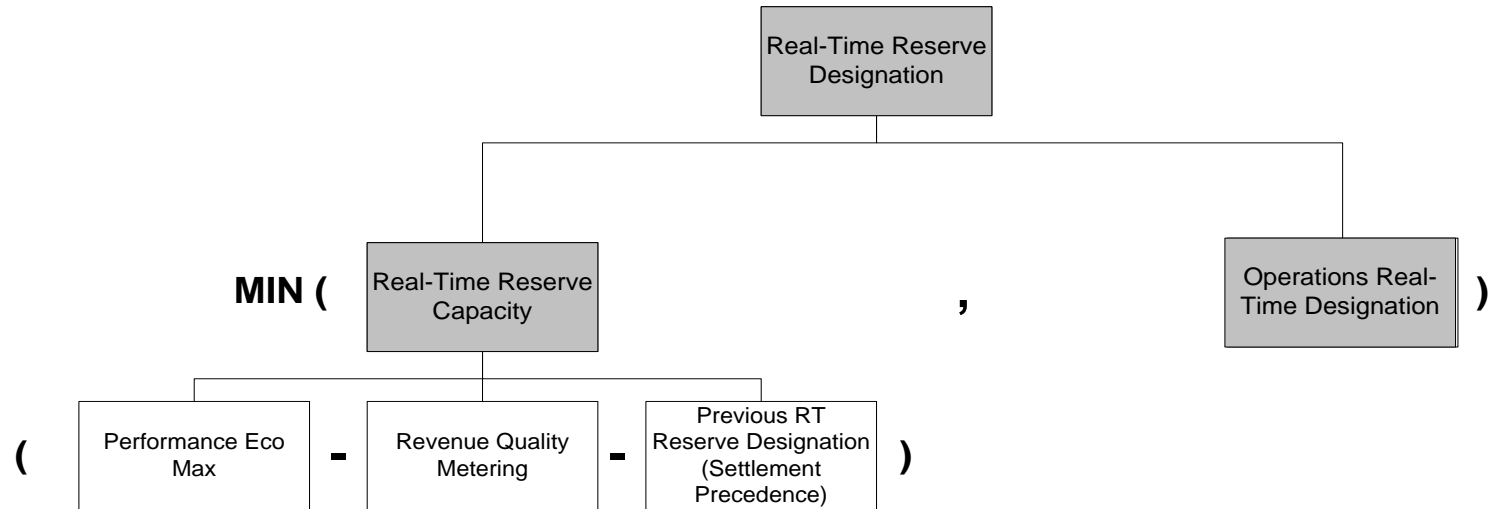 Real-Time Reserve
Designation
MIN (
Real-Time Reserve
Capacity
,
Operations Real-
Time Designation
)
(
Performance Eco
Max
-
Revenue Quality
Metering
-
Previous RT
Reserve Designation
(Settlement
Precedence)
)